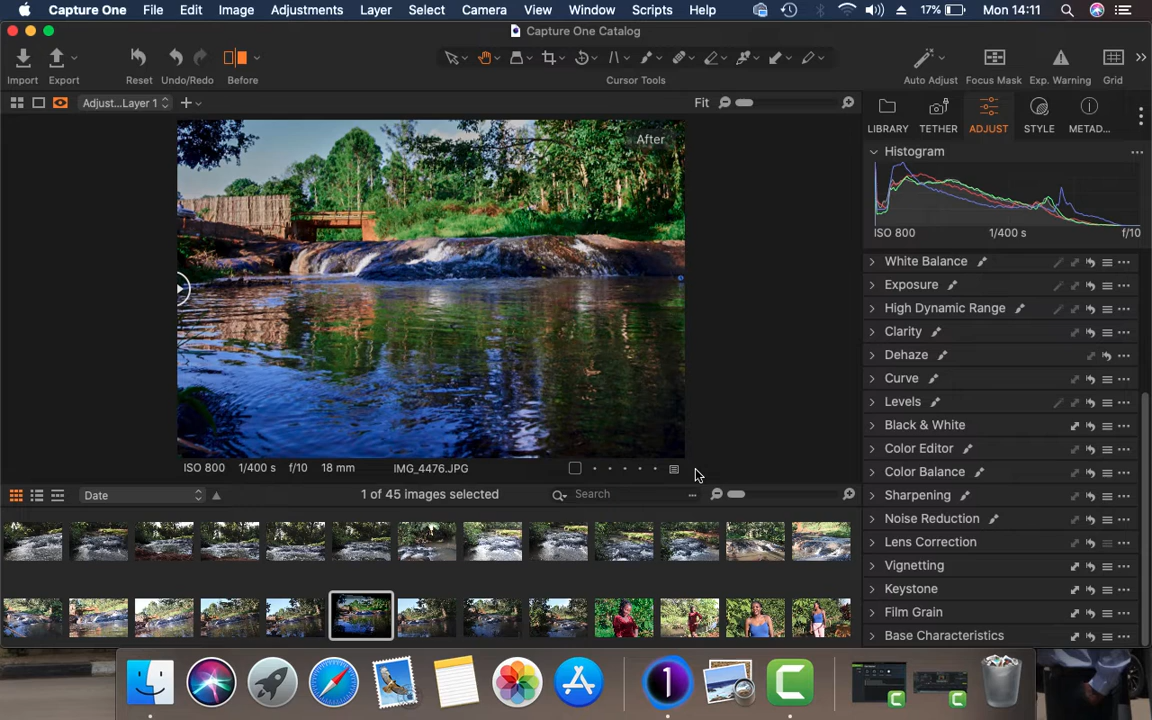 Capture One File Edit Image Adjustments Layer Select Camera View Window Scripts Help 17% Mon 14:11
Capture One Catalog
Import Export Reset Undo/Redo Before Cursor Tools Auto Adjust Focus Mask Exp. Warning Grid
Adjust...Layer 1 Fit
LIBRARY TETHER ADJUST STYLE METAD...
After
Histogram
ISO 800 1/400 s f/10
White Balance
Exposure
High Dynamic Range
Clarity
Dehaze
Curve
Levels
Black & White
Color Editor
Color Balance
Sharpening
Noise Reduction
Lens Correction
Vignetting
Keystone
Film Grain
Base Characteristics
ISO 800 1/400 s f/10 18 mm IMG_4476.JPG
Date 1 of 45 images selected Search